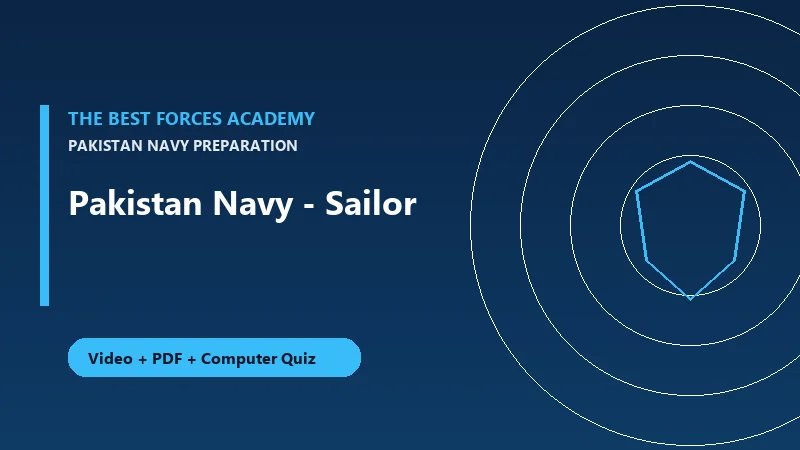 THE BEST FORCES ACADEMY
PAKISTAN NAVY PREPARATION
Pakistan Navy - Sailor
Video + PDF + Computer Quiz